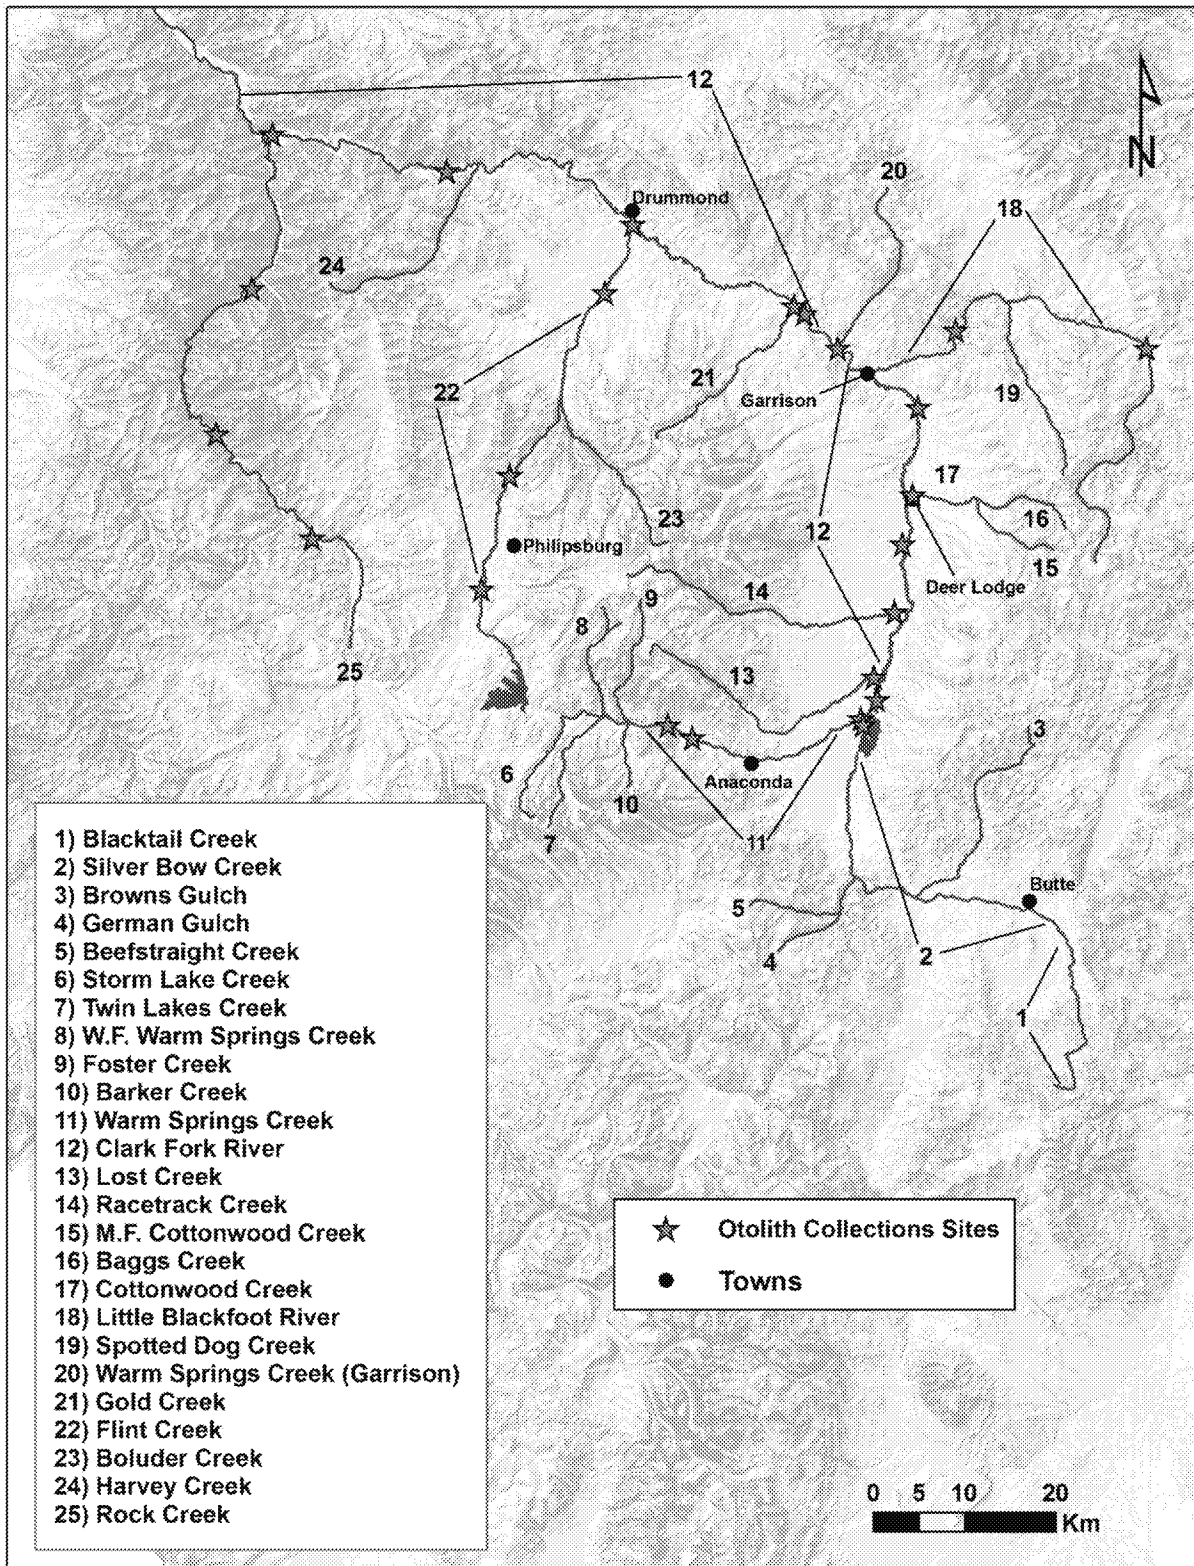 12
20
Drummond
18
24
22
21
Garrison
19
17
16
23
12
Philipsburg
15
Deer Lodge
14
9
8
25
13
3
6
Anaconda
10
7
11
Butte
5
2
4
1
1) Blacktail Creek
2) Silver Bow Creek
3) Browns Gulch
4) German Gulch
5) Beefstraight Creek
6) Storm Lake Creek
7) Twin Lakes Creek
8) W.F. Warm Springs Creek
9) Foster Creek
10) Barker Creek
11) Warm Springs Creek
12) Clark Fork River
13) Lost Creek
14) Racetrack Creek
15) M.F. Cottonwood Creek
16) Baggs Creek
17) Cottonwood Creek
18) Little Blackfoot River
19) Spotted Dog Creek
20) Warm Springs Creek (Garrison)
21) Gold Creek
22) Flint Creek
23) Boluder Creek
24) Harvey Creek
25) Rock Creek
N
Otolith Collections Sites
Towns
0 5 10 20
Km